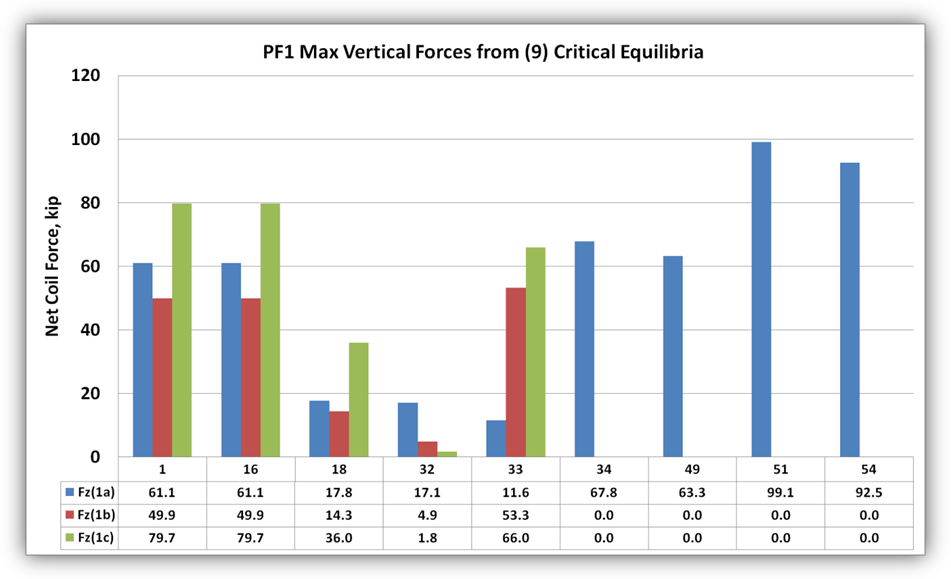 PF1 Max Vertical Forces from (9) Critical Equilibria
Net Coil Force, kip
120
100
80
60
40
20
0
1 16 18 32 33 34 49 51 54
Fz(1a) 61.1 61.1 17.8 17.1 11.6 67.8 63.3 99.1 92.5
Fz(1b) 49.9 49.9 14.3 4.9 53.3 0.0 0.0 0.0 0.0
Fz(1c) 79.7 79.7 36.0 1.8 66.0 0.0 0.0 0.0 0.0